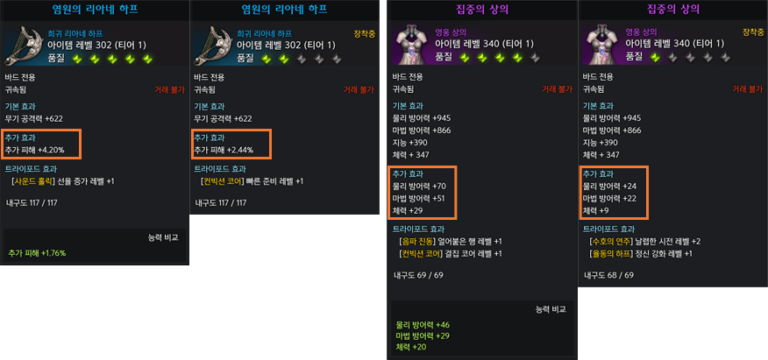 염원의 리아네 하프
희귀 리아네 하프
아이템 레벨 302 (티어 1)
품질
바드 전용
귀속됨
거래 불가
기본 효과
무기 공격력 +622
추가 효과
추가 피해 +4.20%
트라이포드 효과
[사운드 홀릭] 선율 증가 레벨 +1
내구도 117 / 117
능력 비교
추가 피해 +1.76%
염원의 리아네 하프
희귀 리아네 하프
장착중
아이템 레벨 302 (티어 1)
품질
바드 전용
귀속됨
거래 불가
기본 효과
무기 공격력 +622
추가 효과
추가 피해 +2.44%
트라이포드 효과
[컨빅션 코어] 빠른 준비 레벨 +1
내구도 117 / 117
집중의 상의
영웅 상의
아이템 레벨 340 (티어 1)
품질
바드 전용
귀속됨
거래 불가
기본 효과
물리 방어력 +945
마법 방어력 +866
지능 +390
체력 + 347
추가 효과
물리 방어력 +70
마법 방어력 +51
체력 +29
트라이포드 효과
[음파 진동] 얼어붙은 행 레벨 +1
[컨빅션 코어] 결집 코어 레벨 +1
내구도 69 / 69
능력 비교
물리 방어력 +46
마법 방어력 +29
체력 +20
집중의 상의
영웅 상의
장착중
아이템 레벨 340 (티어 1)
품질
바드 전용
귀속됨
거래 불가
기본 효과
물리 방어력 +945
마법 방어력 +866
지능 +390
체력 + 347
추가 효과
물리 방어력 +24
마법 방어력 +22
체력 +9
트라이포드 효과
[수호의 연주] 날렵한 시전 레벨 +2
[율동의 하프] 정신 강화 레벨 +1
내구도 68 / 69